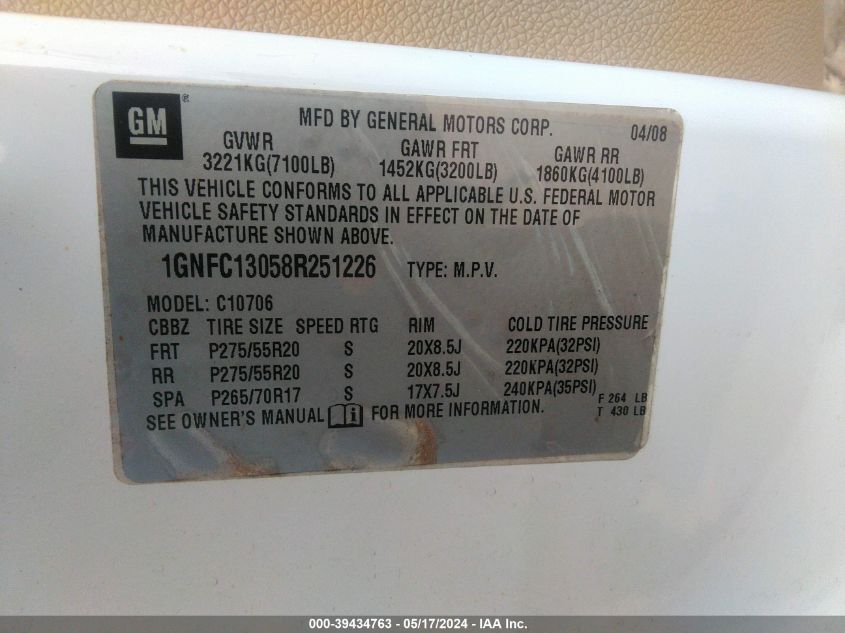 GM ®
MFD BY GENERAL MOTORS CORP. 04/08
GVWR GAWR FRT GAWR RR
3221KG(7100LB) 1452KG(3200LB) 1860KG(4100LB)
THIS VEHICLE CONFORMS TO ALL APPLICABLE U.S. FEDERAL MOTOR
VEHICLE SAFETY STANDARDS IN EFFECT ON THE DATE OF
MANUFACTURE SHOWN ABOVE.
1GNFC13058R251226 TYPE: M.P.V.
MODEL: C10706
CBBZ TIRE SIZE SPEED RTG RIM COLD TIRE PRESSURE
FRT P275/55R20 S 20X8.5J 220KPA(32PSI)
RR P275/55R20 S 20X8.5J 220KPA(32PSI)
SPA P265/70R17 S 17X7.5J 240KPA(35PSI) F 264 LB
SEE OWNER'S MANUAL i FOR MORE INFORMATION. T 430 LB
000-39434763 - 05/17/2024 - IAA Inc.